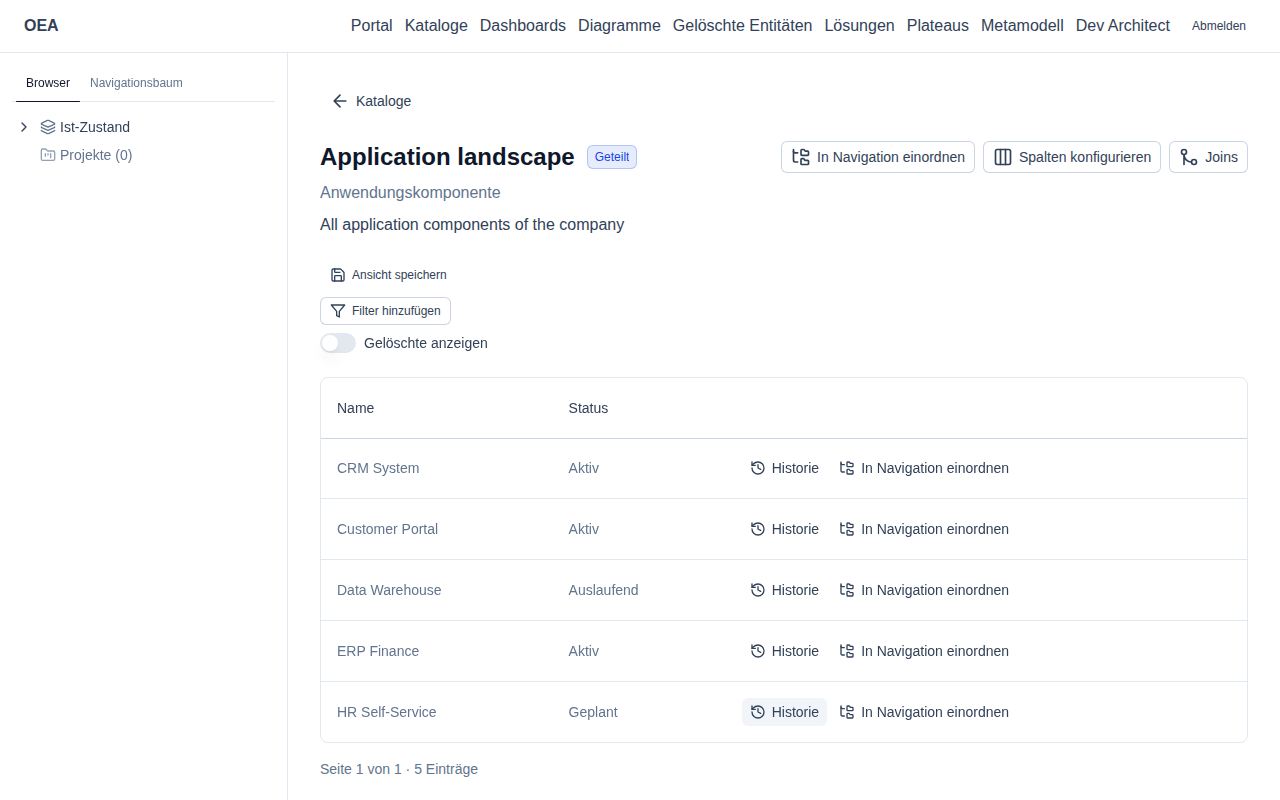 OEA
Portal Kataloge Dashboards Diagramme Gelöschte Entitäten Lösungen Plateaus Metamodell Dev Architect Abmelden
Browser Navigationsbaum
Ist-Zustand
Projekte (0)
Kataloge
Application landscape Geteilt
In Navigation einordnen Spalten konfigurieren Joins
Anwendungskomponente
All application components of the company
Ansicht speichern
Filter hinzufügen
Gelöschte anzeigen
Name Status
CRM System Aktiv Historie In Navigation einordnen
Customer Portal Aktiv Historie In Navigation einordnen
Data Warehouse Auslaufend Historie In Navigation einordnen
ERP Finance Aktiv Historie In Navigation einordnen
HR Self-Service Geplant Historie In Navigation einordnen
Seite 1 von 1 · 5 Einträge